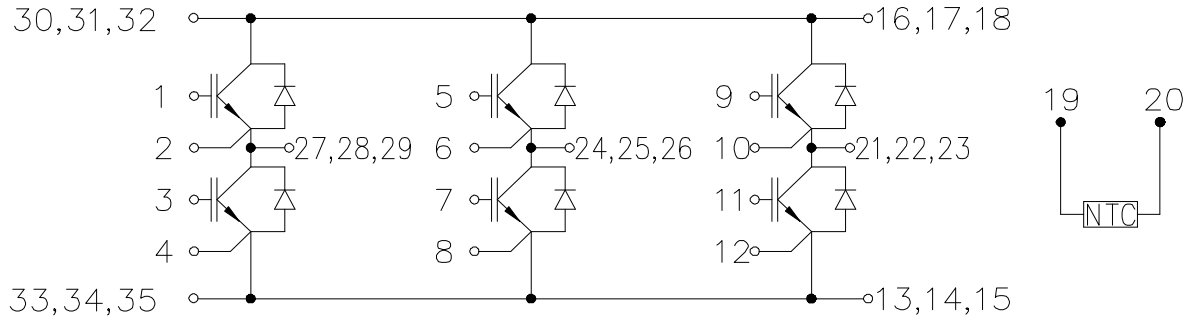 30,31,32 16,17,18
1 5 9 19 20
2 27,28,29 6 24,25,26 10 21,22,23
3 7 11 NTC
4 8 12
33,34,35 13,14,15